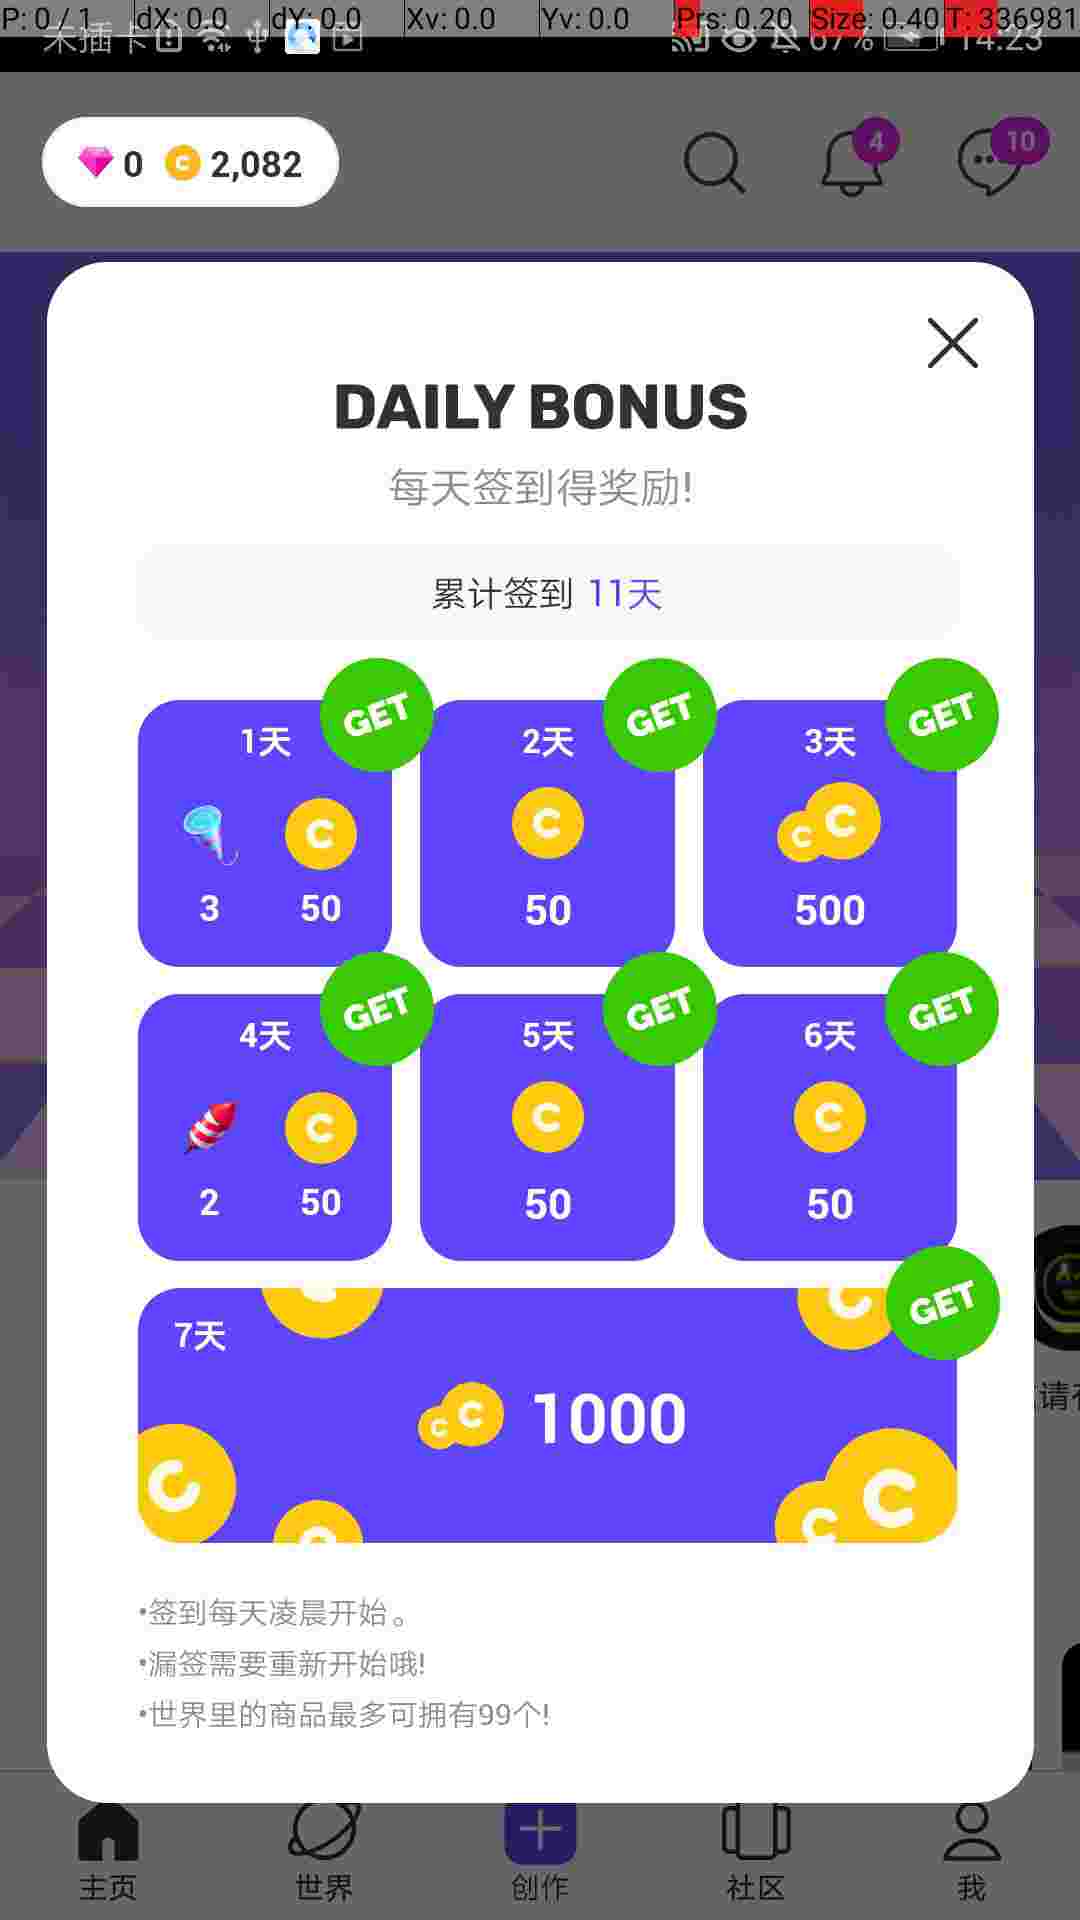 P: 0 / 1 dX: 0.0 dY: 0.0 Xv: 0.0 Yv: 0.0 Prs: 0.20 Size: 0.40 T: 336981
未插卡 67% 14:23
0 C 2,082 4 10
DAILY BONUS
每天签到得奖励!
累计签到 11天
1天 GET 2天 GET 3天 GET
C C C C
3 50 50 500
4天 GET 5天 GET 6天 GET
C C C
2 50 50 50
7天 GET
C C 1000
•签到每天凌晨开始。
•漏签需要重新开始哦!
•世界里的商品最多可拥有99个!
主页 世界 创作 社区 我